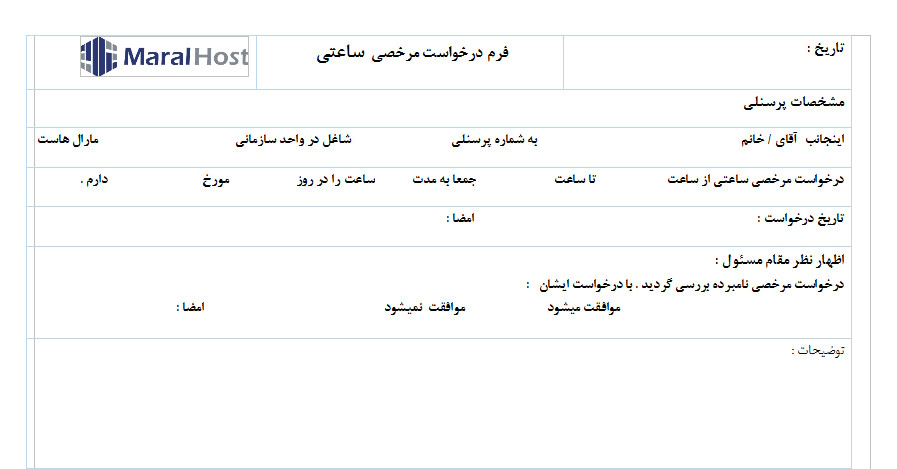 تاریخ :
فرم درخواست مرخصی ساعتی
MaralHost
مشخصات پرسنلی
اینجانب آقای / خانم به شماره پرسنلی شاغل در واحد سازمانی مارال هاست
درخواست مرخصی ساعتی از ساعت تا ساعت جمعا به مدت ساعت را در روز مورخ دارم .
تاریخ درخواست : امضا :
اظهار نظر مقام مسئول :
درخواست مرخصی نامبرده بررسی گردید . با درخواست ایشان :
موافقت میشود موافقت نمیشود امضا :
توضیحات :